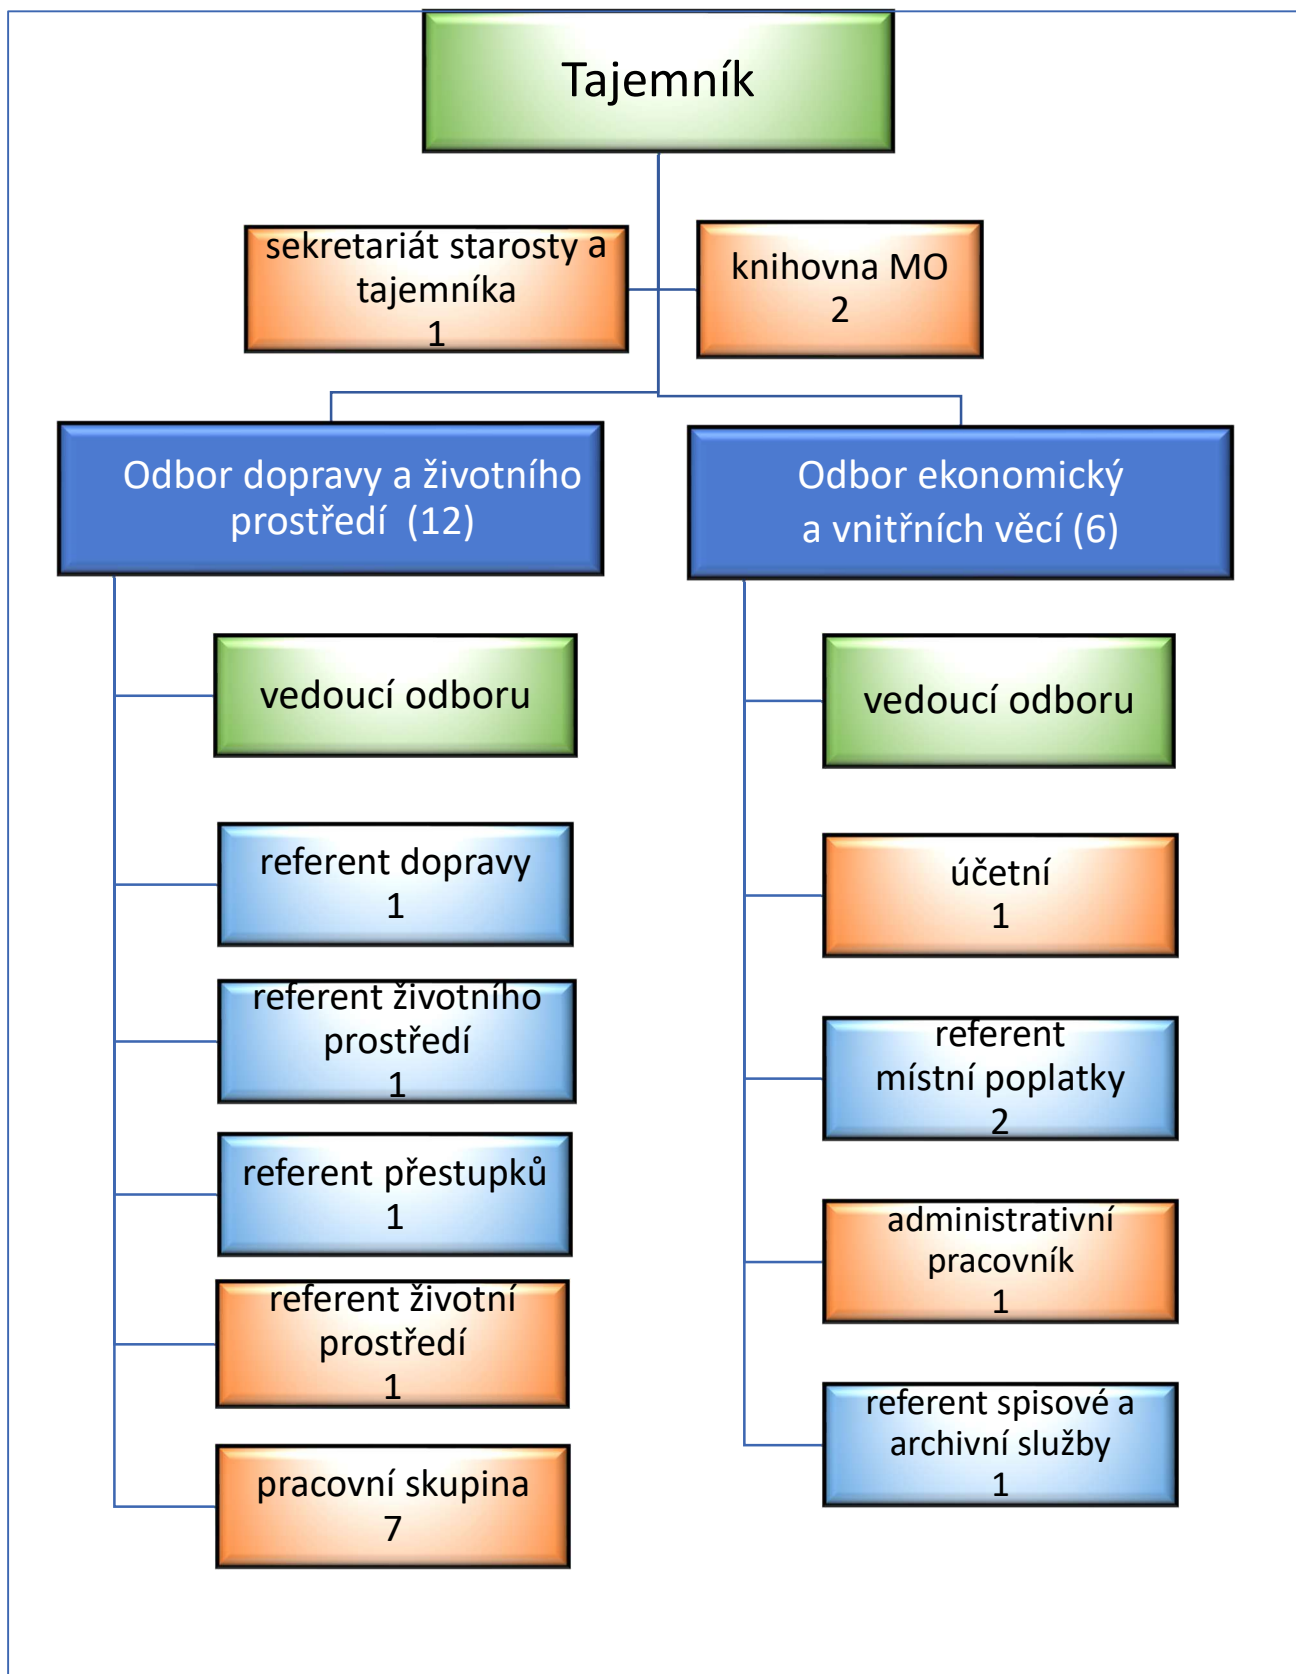 Tajemník
sekretariát starosty a
tajemníka
1
knihovna MO
2
Odbor dopravy a životního
prostředí (12)
Odbor ekonomický
a vnitřních věcí (6)
vedoucí odboru
referent dopravy
1
referent životního
prostředí
1
referent přestupků
1
referent životní
prostředí
1
pracovní skupina
7
vedoucí odboru
účetní
1
referent
místní poplatky
2
administrativní
pracovník
1
referent spisové a
archivní služby
1